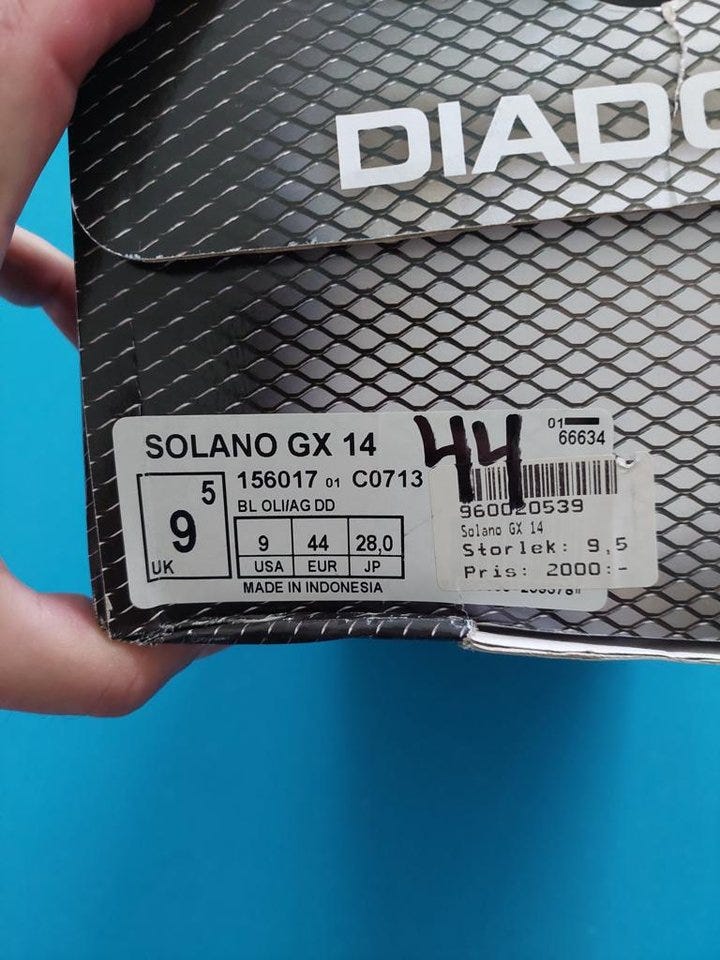 DIADO
SOLANO GX 14
44
01
66634
156017 01 C0713
9 5
UK
BL OLI/AG DD
9 44 28,0
USA EUR JP
MADE IN INDONESIA
960020539
Solano GX 14
Storlek: 9,5
Pris: 2000:-